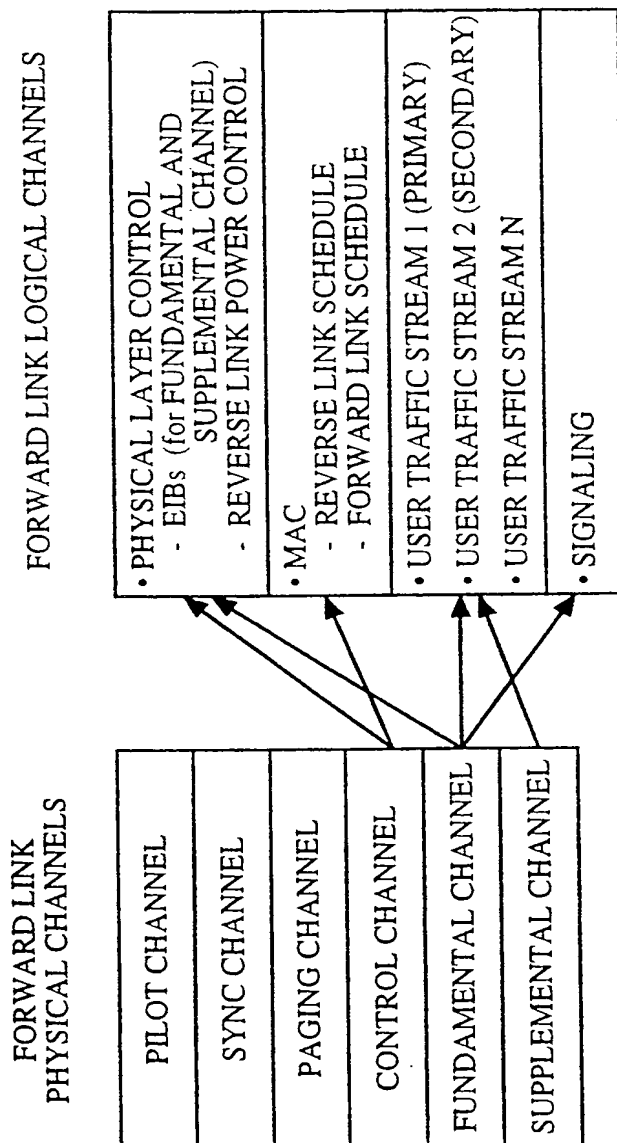 FORWARD LINK
PHYSICAL CHANNELS
PILOT CHANNEL
SYNC CHANNEL
PAGING CHANNEL
CONTROL CHANNEL
FUNDAMENTAL CHANNEL
SUPPLEMENTAL CHANNEL
FORWARD LINK LOGICAL CHANNELS
• PHYSICAL LAYER CONTROL
- EIBs (for FUNDAMENTAL AND
SUPPLEMENTAL CHANNEL)
- REVERSE LINK POWER CONTROL
• MAC
- REVERSE LINK SCHEDULE
- FORWARD LINK SCHEDULE
• USER TRAFFIC STREAM 1 (PRIMARY)
• USER TRAFFIC STREAM 2 (SECONDARY)
• USER TRAFFIC STREAM N
• SIGNALING